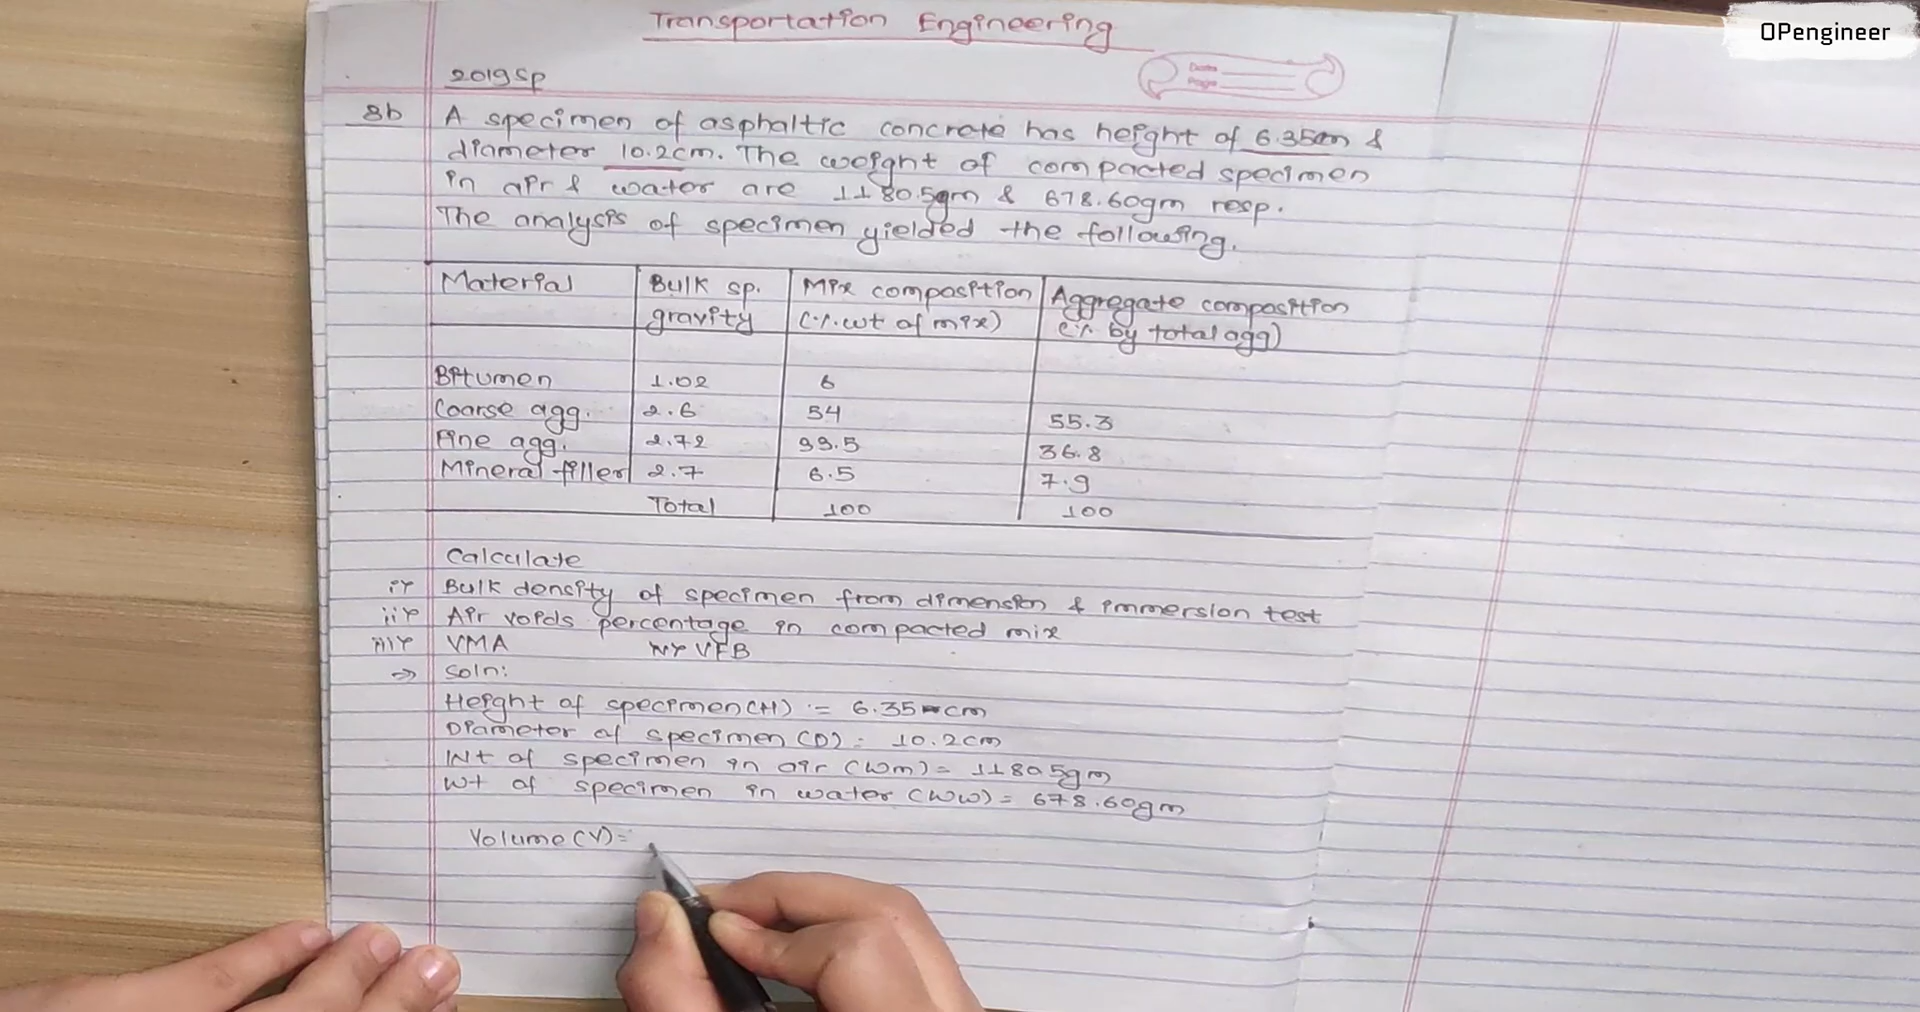 OPengineer
Transportation Engineering
2019 Sp
8b A specimen of asphaltic concrete has height of 6.35cm &
diameter 10.2cm. The weight of compacted specimen
in air & water are 1180.5gm & 678.60gm resp.
The analysis of specimen yielded the following.
Material Bulk sp. gravity Mix composition (%.wt of mix) Aggregate composition (% by total agg)
Bitumen 1.02 6
Coarse agg. 2.6 54 55.3
Fine agg. 2.72 33.5 36.8
Mineral filler 2.7 6.5 7.9
Total 100 100
Calculate
i) Bulk density of specimen from dimension & immersion test
ii) Air voids percentage in compacted mix
iii) VMA iv) VFB
→ Soln:
Height of specimen (H) = 6.35 cm
Diameter of specimen (D) = 10.2cm
Wt of specimen in air (Wm) = 1180.5gm
Wt of specimen in water (Ww) = 678.60gm
Volume (V) =